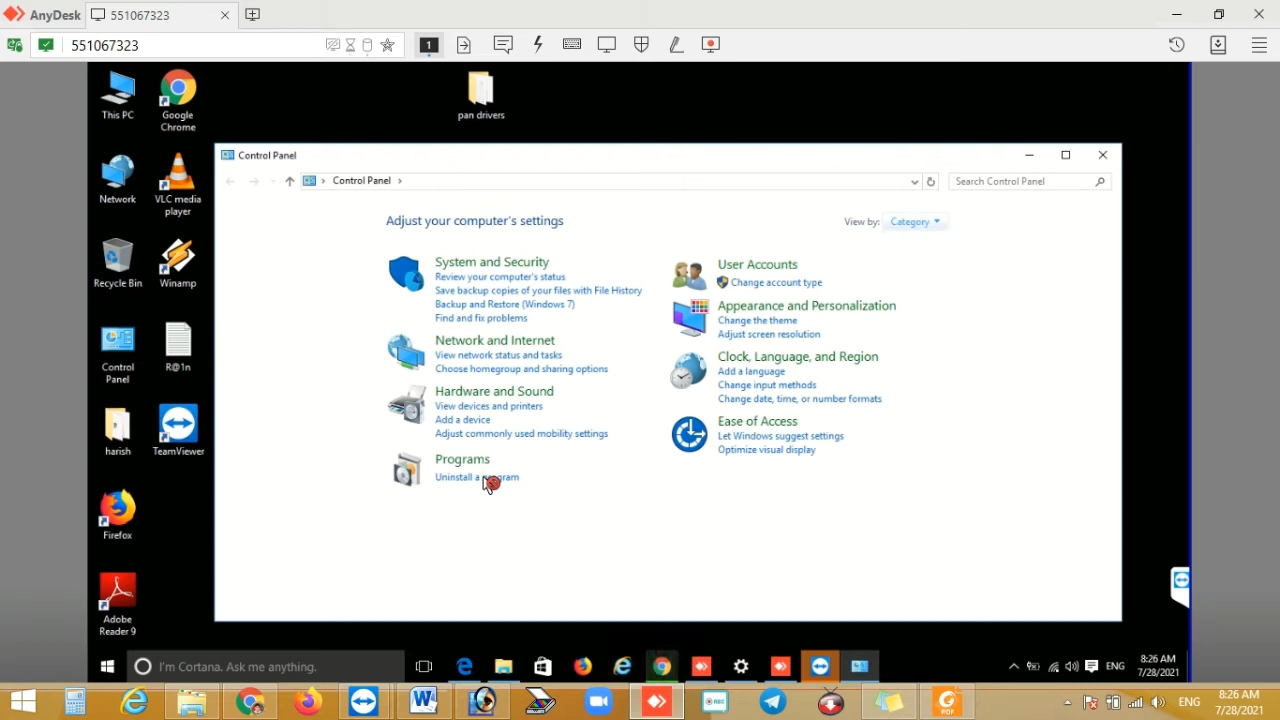 AnyDesk
551067323
551067323
1
This PC
Google
Chrome
pan drivers
Network
VLC media
player
Recycle Bin
Winamp
Control
Panel
R@1n
harish
TeamViewer
Firefox
Adobe
Reader 9
Control Panel
Control Panel
Search Control Panel
Adjust your computer's settings
View by: Category
System and Security
Review your computer's status
Save backup copies of your files with File History
Backup and Restore (Windows 7)
Find and fix problems
Network and Internet
View network status and tasks
Choose homegroup and sharing options
Hardware and Sound
View devices and printers
Add a device
Adjust commonly used mobility settings
Programs
Uninstall a program
User Accounts
Change account type
Appearance and Personalization
Change the theme
Adjust screen resolution
Clock, Language, and Region
Add a language
Change input methods
Change date, time, or number formats
Ease of Access
Let Windows suggest settings
Optimize visual display
I'm Cortana. Ask me anything.
ENG
8:26 AM
7/28/2021
REC
PDF
ENG
8:26 AM
7/28/2021